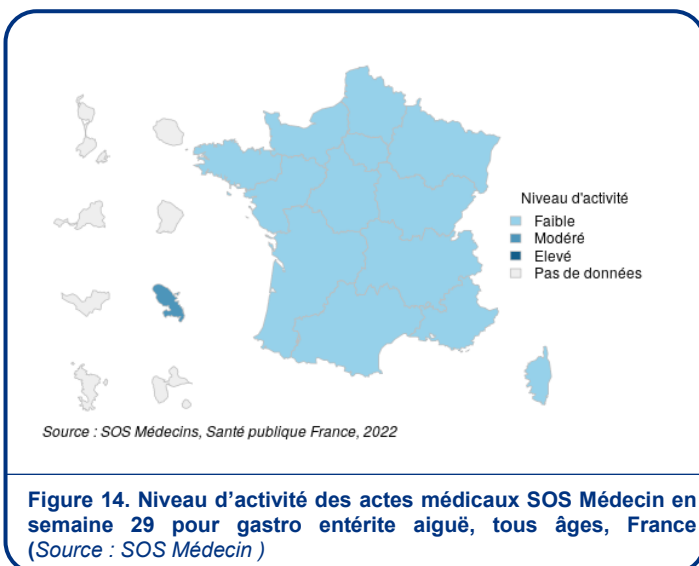 Niveau d'activité
Faible
Modéré
Elevé
Pas de données
Source : SOS Médecins, Santé publique France, 2022
Figure 14. Niveau d’activité des actes médicaux SOS Médecin en
semaine 29 pour gastro entérite aiguë, tous âges, France
(Source : SOS Médecin )